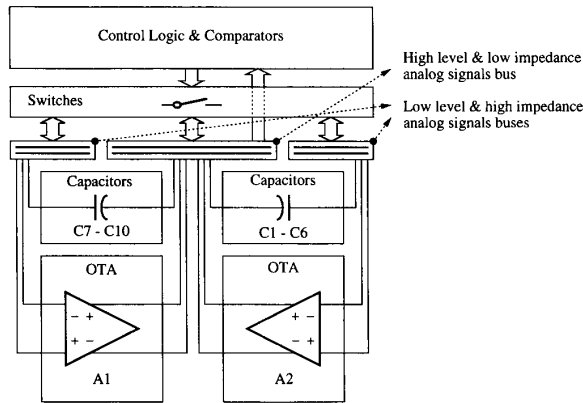 Control Logic & Comparators
High level & low impedance
analog signals bus
Switches
Low level & high impedance
analog signals buses
Capacitors
C7 - C10
Capacitors
C1 - C6
OTA
- +
+ -
A1
OTA
- +
+ -
A2